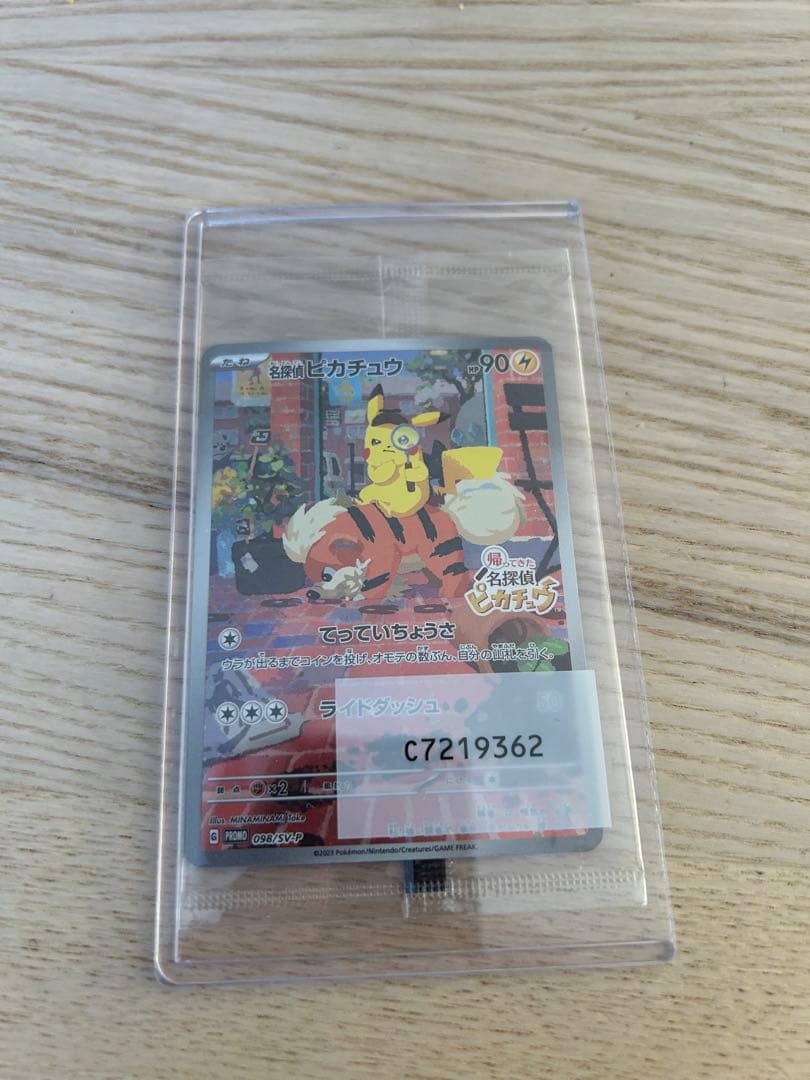 たね
名探偵ピカチュウ HP90
帰ってきた
名探偵
ピカチュウ
てっていちょうさ
ウラが出るまでコインを投げ、オモテの数ぶん、自分の山札を引く。
ライドダッシュ
C7219362
弱点 ×2
Illus. MINAMINAMI Take
G PROMO 098/SV-P
©2023 Pokémon/Nintendo/Creatures/GAME FREAK.